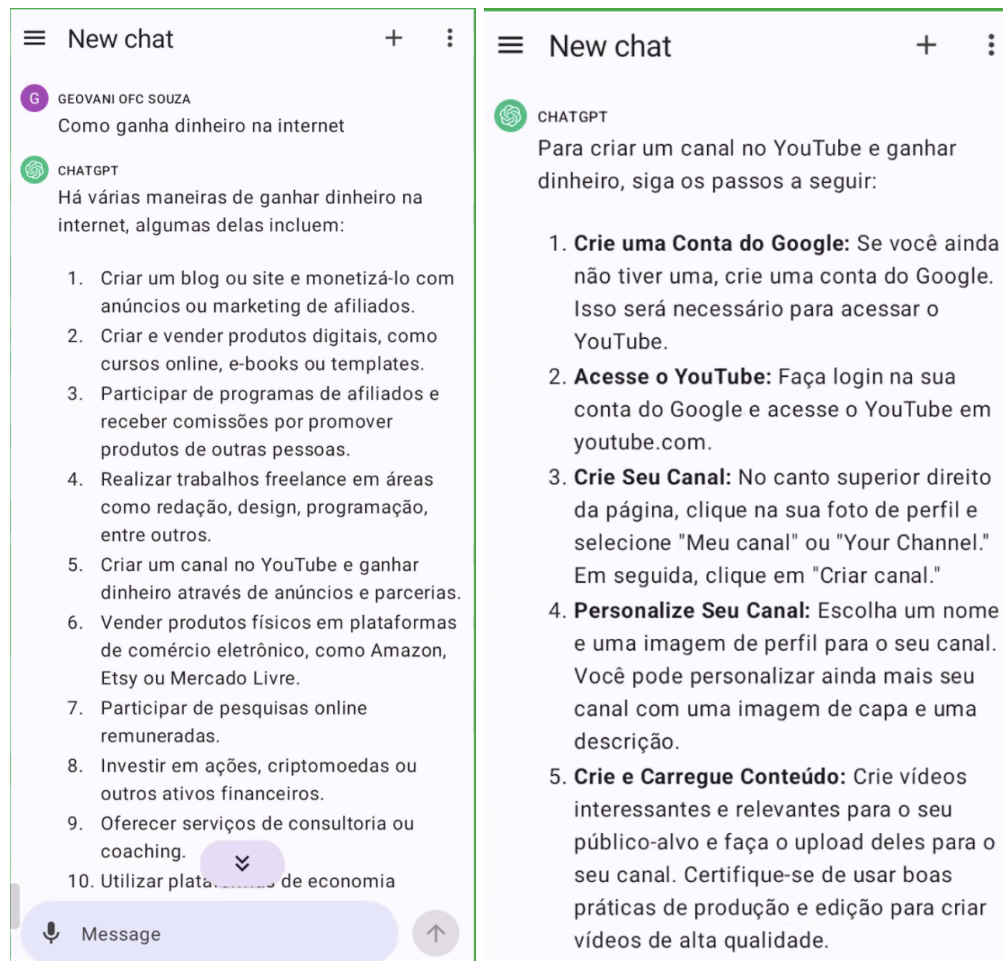 New chat
GEOVANI OFC SOUZA
Como ganha dinheiro na internet
CHATGPT
Há várias maneiras de ganhar dinheiro na
internet, algumas delas incluem:
1. Criar um blog ou site e monetizá-lo com
anúncios ou marketing de afiliados.
2. Criar e vender produtos digitais, como
cursos online, e-books ou templates.
3. Participar de programas de afiliados e
receber comissões por promover
produtos de outras pessoas.
4. Realizar trabalhos freelance em áreas
como redação, design, programação,
entre outros.
5. Criar um canal no YouTube e ganhar
dinheiro através de anúncios e parcerias.
6. Vender produtos físicos em plataformas
de comércio eletrônico, como Amazon,
Etsy ou Mercado Livre.
7. Participar de pesquisas online
remuneradas.
8. Investir em ações, criptomoedas ou
outros ativos financeiros.
9. Oferecer serviços de consultoria ou
coaching.
10. Utilizar de economia
Message
New chat
CHATGPT
Para criar um canal no YouTube e ganhar
dinheiro, siga os passos a seguir:
1. Crie uma Conta do Google: Se você ainda
não tiver uma, crie uma conta do Google.
Isso será necessário para acessar o
YouTube.
2. Acesse o YouTube: Faça login na sua
conta do Google e acesse o YouTube em
youtube.com.
3. Crie Seu Canal: No canto superior direito
da página, clique na sua foto de perfil e
selecione "Meu canal" ou "Your Channel."
Em seguida, clique em "Criar canal."
4. Personalize Seu Canal: Escolha um nome
e uma imagem de perfil para o seu canal.
Você pode personalizar ainda mais seu
canal com uma imagem de capa e uma
descrição.
5. Crie e Carregue Conteúdo: Crie vídeos
interessantes e relevantes para o seu
público-alvo e faça o upload deles para o
seu canal. Certifique-se de usar boas
práticas de produção e edição para criar
vídeos de alta qualidade.